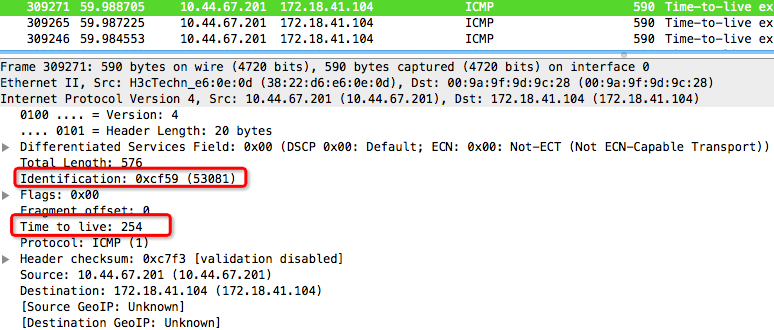 309271 59.988705 10.44.67.201 172.18.41.104 ICMP 590 Time-to-live ex
309265 59.987225 10.44.67.201 172.18.41.104 ICMP 590 Time-to-live ex
309246 59.984553 10.44.67.201 172.18.41.104 ICMP 590 Time-to-live ex
Frame 309271: 590 bytes on wire (4720 bits), 590 bytes captured (4720 bits) on interface 0
Ethernet II, Src: H3cTechn_e6:0e:0d (38:22:d6:e6:0e:0d), Dst: 00:9a:9f:9d:9c:28 (00:9a:9f:9d:9c:28)
Internet Protocol Version 4, Src: 10.44.67.201 (10.44.67.201), Dst: 172.18.41.104 (172.18.41.104)
0100 .... = Version: 4
.... 0101 = Header Length: 20 bytes
Differentiated Services Field: 0x00 (DSCP 0x00: Default; ECN: 0x00: Not-ECT (Not ECN-Capable Transport))
Total Length: 576
Identification: 0xcf59 (53081)
Flags: 0x00
Fragment offset: 0
Time to live: 254
Protocol: ICMP (1)
Header checksum: 0xc7f3 [validation disabled]
Source: 10.44.67.201 (10.44.67.201)
Destination: 172.18.41.104 (172.18.41.104)
[Source GeoIP: Unknown]
[Destination GeoIP: Unknown]